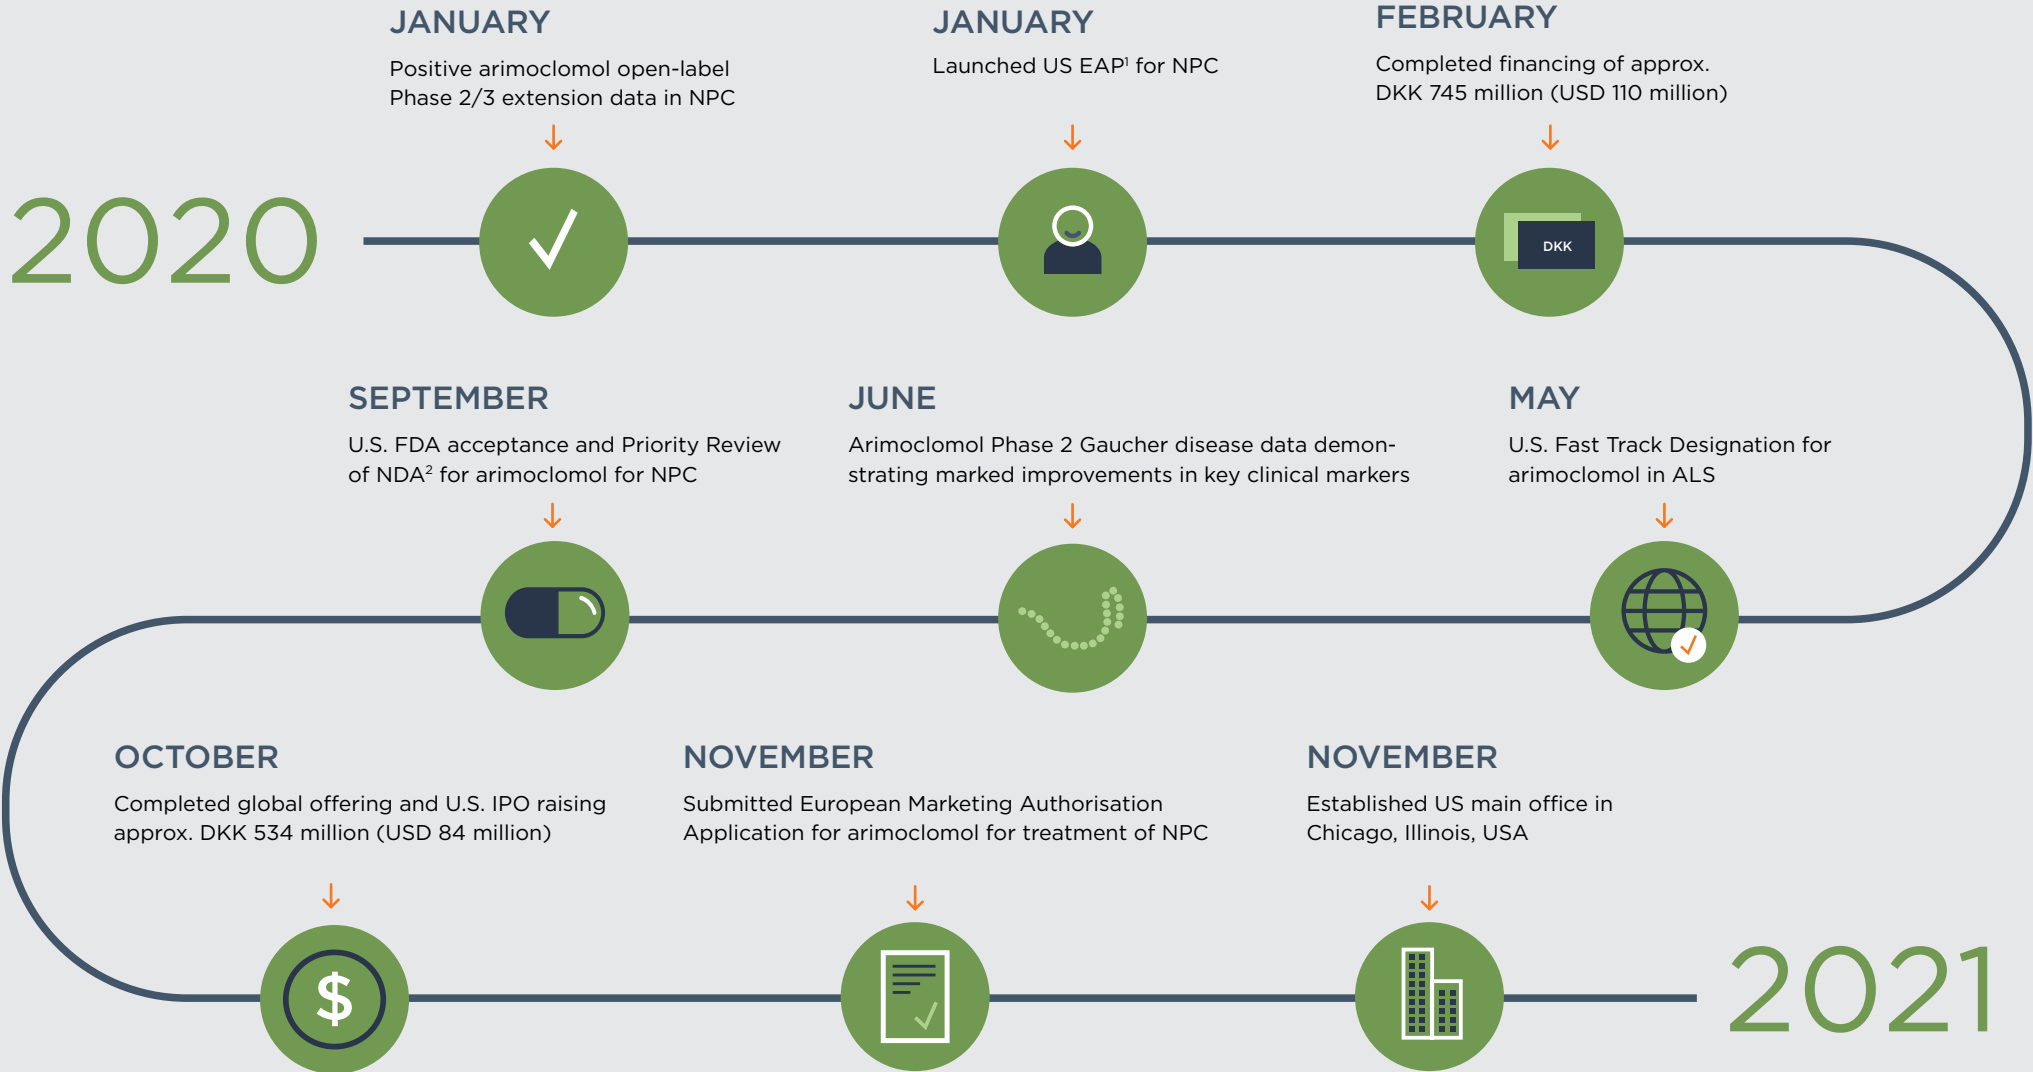 2020
JANUARY
Positive arimoclomol open-label
Phase 2/3 extension data in NPC
JANUARY
Launched US EAP¹ for NPC
FEBRUARY
Completed financing of approx.
DKK 745 million (USD 110 million)
DKK
MAY
U.S. Fast Track Designation for
arimoclomol in ALS
JUNE
Arimoclomol Phase 2 Gaucher disease data demon-
strating marked improvements in key clinical markers
SEPTEMBER
U.S. FDA acceptance and Priority Review
of NDA² for arimoclomol for NPC
OCTOBER
Completed global offering and U.S. IPO raising
approx. DKK 534 million (USD 84 million)
$
NOVEMBER
Submitted European Marketing Authorisation
Application for arimoclomol for treatment of NPC
NOVEMBER
Established US main office in
Chicago, Illinois, USA
2021